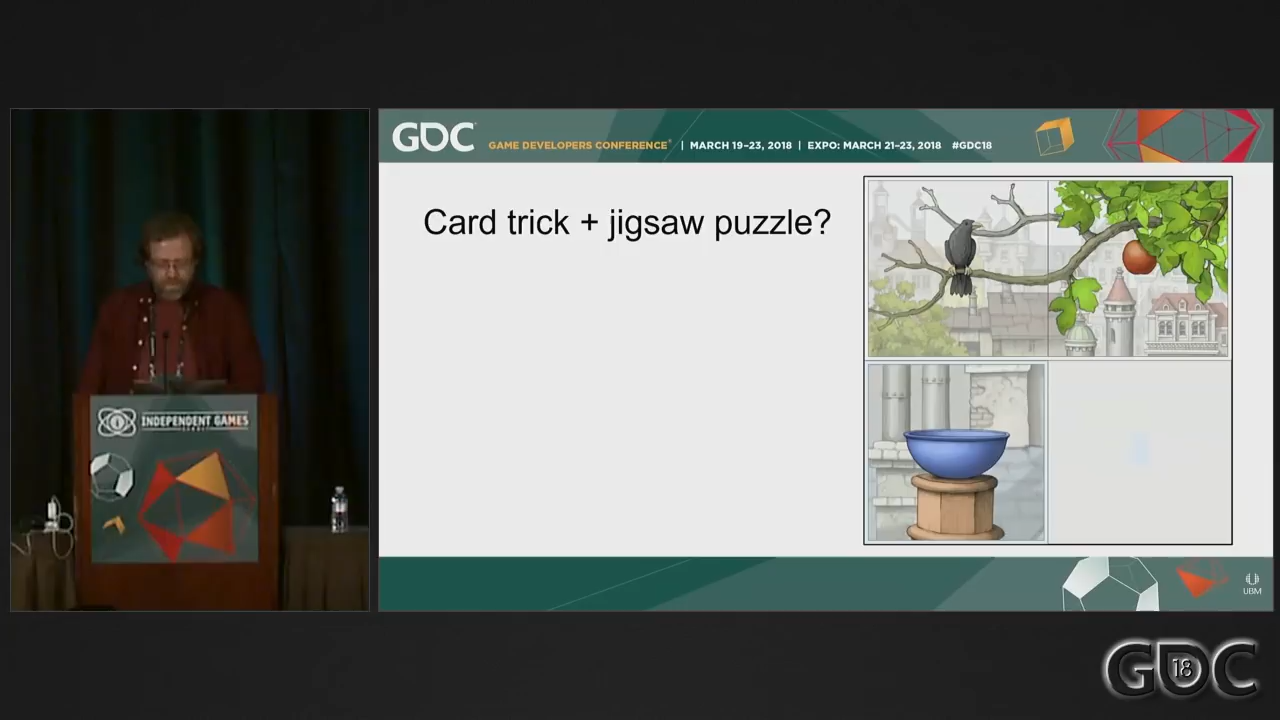 GDC
GAME DEVELOPERS CONFERENCE® | MARCH 19–23, 2018 | EXPO: MARCH 21–23, 2018 #GDC18
Card trick + jigsaw puzzle?
INDEPENDENT GAMES
SUMMIT
UBM
GDC
18